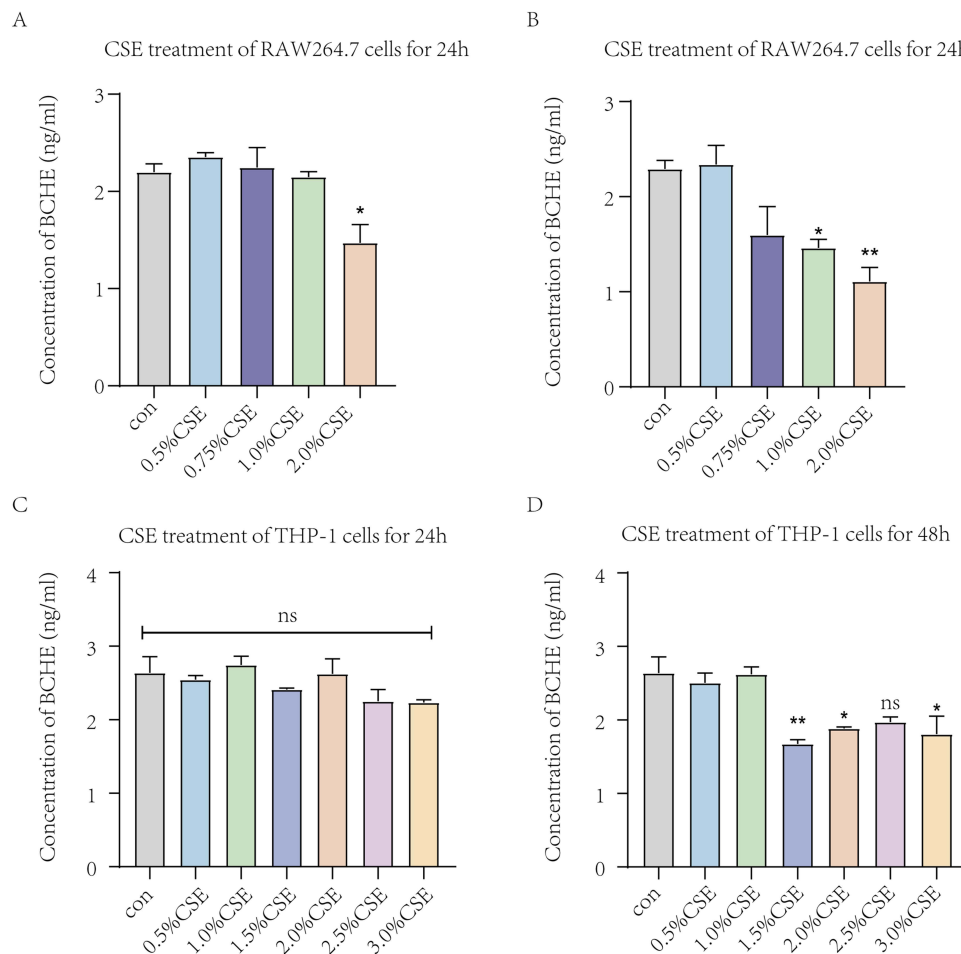 A
CSE treatment of RAW264.7 cells for 24h
Concentration of BCHE (ng/ml)
3
2
1
0
*
con
0.5%CSE
0.75%CSE
1.0%CSE
2.0%CSE
B
CSE treatment of RAW264.7 cells for 24h
Concentration of BCHE (ng/ml)
3
2
1
0
*
**
con
0.5%CSE
0.75%CSE
1.0%CSE
2.0%CSE
C
CSE treatment of THP-1 cells for 24h
Concentration of BCHE (ng/ml)
4
3
2
1
0
ns
con
0.5%CSE
1.0%CSE
1.5%CSE
2.0%CSE
2.5%CSE
3.0%CSE
D
CSE treatment of THP-1 cells for 48h
Concentration of BCHE (ng/ml)
4
3
2
1
0
**
*
ns
*
con
0.5%CSE
1.0%CSE
1.5%CSE
2.0%CSE
2.5%CSE
3.0%CSE